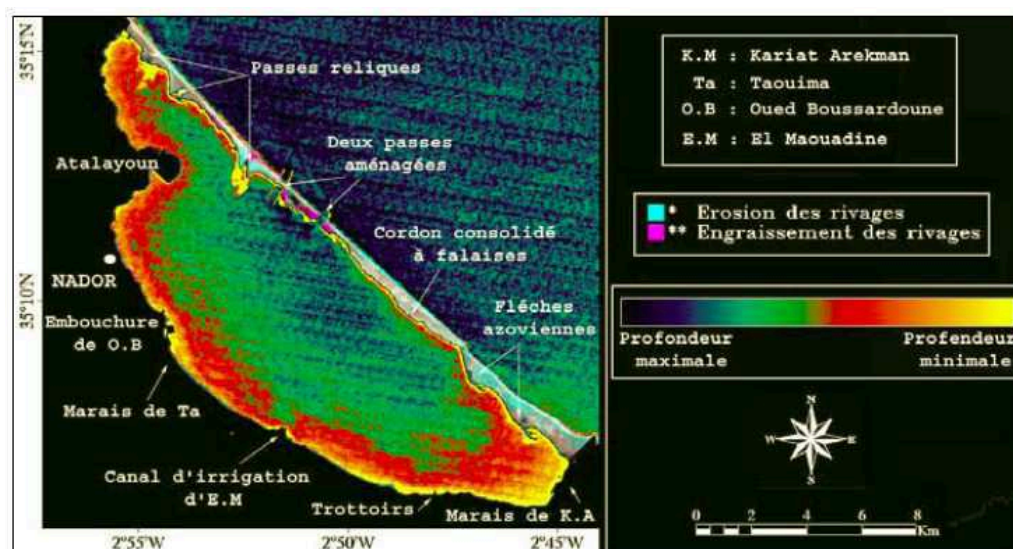 35°15'N
35°10'N
2°55'W
2°50'W
2°45'W
Passes reliques
Deux passes
aménagées
Atalayoun
Cordon consolidé
à falaises
NADOR
Fléches
azoviennes
Embouchure
de O.B
Marais de Ta
Canal d'irrigation
d'E.M
Trottoirs
Marais de K.A
K.M : Kariat Arekman
Ta : Taouima
O.B : Oued Boussardoune
E.M : El Maouadine
* Erosion des rivages
** Engraissement des rivages
Profondeur
maximale
Profendeur
minimale
N
W E
S
0 2 4 6 8
Km